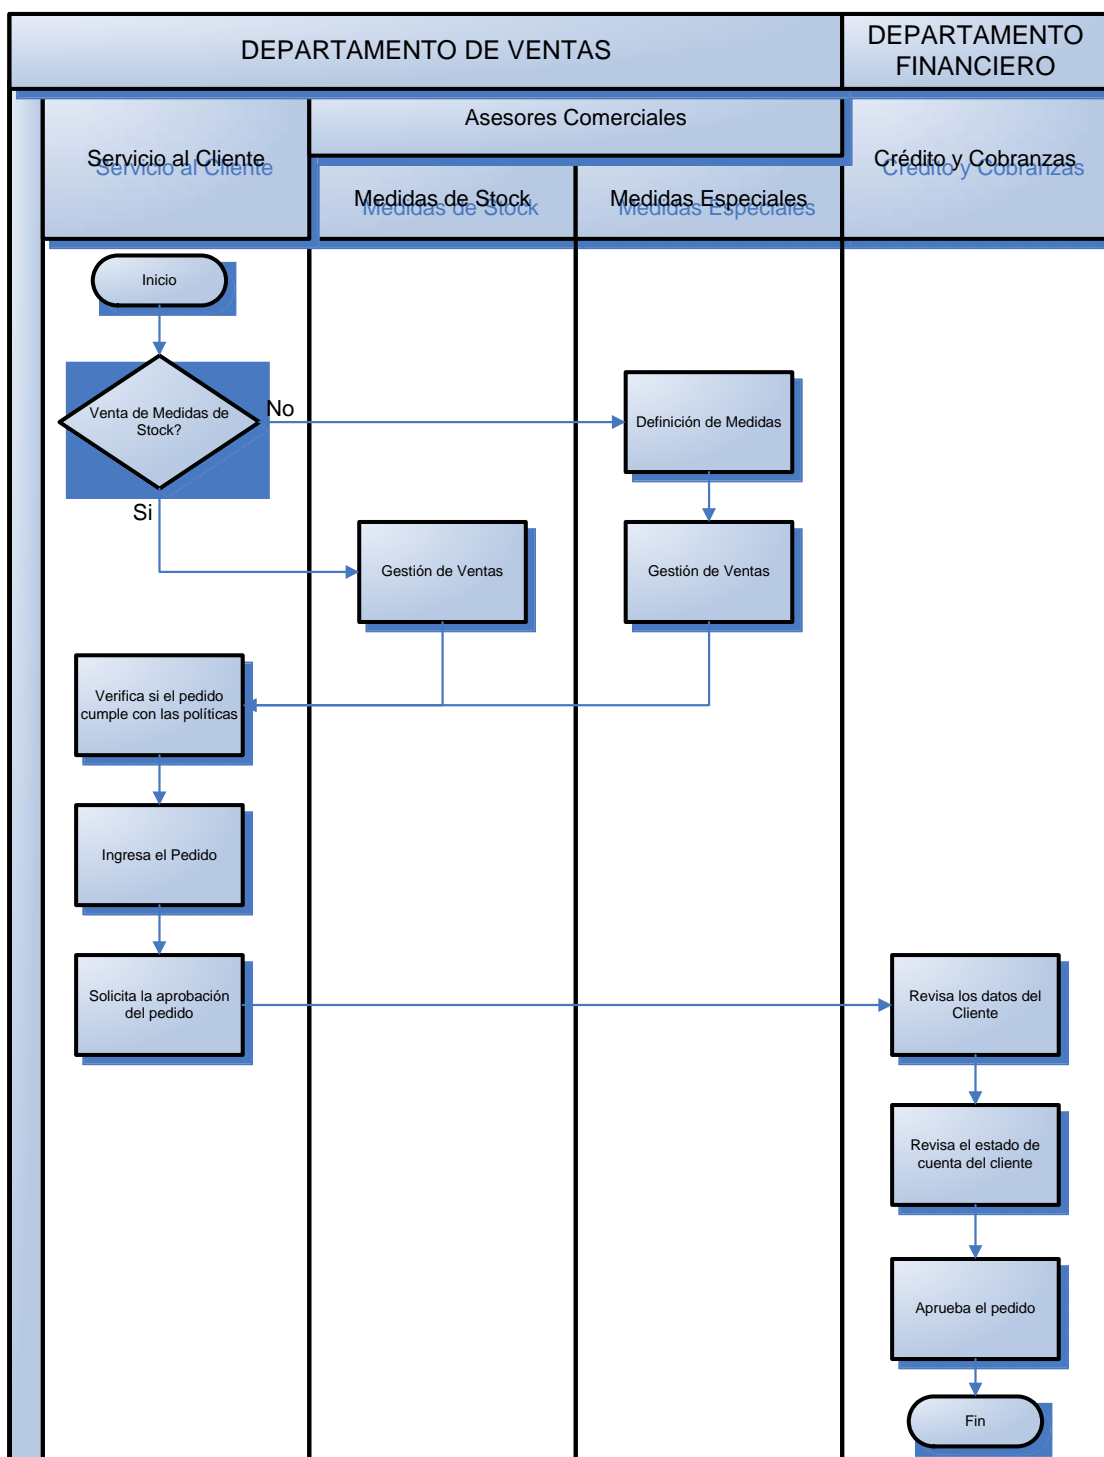 DEPARTAMENTO DE VENTAS
DEPARTAMENTO
FINANCIERO
Asesores Comerciales
Servicio al Cliente
Crédito y Cobranzas
Medidas de Stock
Medidas Especiales
Inicio
Venta de Medidas de
Stock?
No
Definición de Medidas
Si
Gestión de Ventas
Gestión de Ventas
Verifica si el pedido
cumple con las políticas
Ingresa el Pedido
Solicita la aprobación
del pedido
Revisa los datos del
Cliente
Revisa el estado de
cuenta del cliente
Aprueba el pedido
Fin